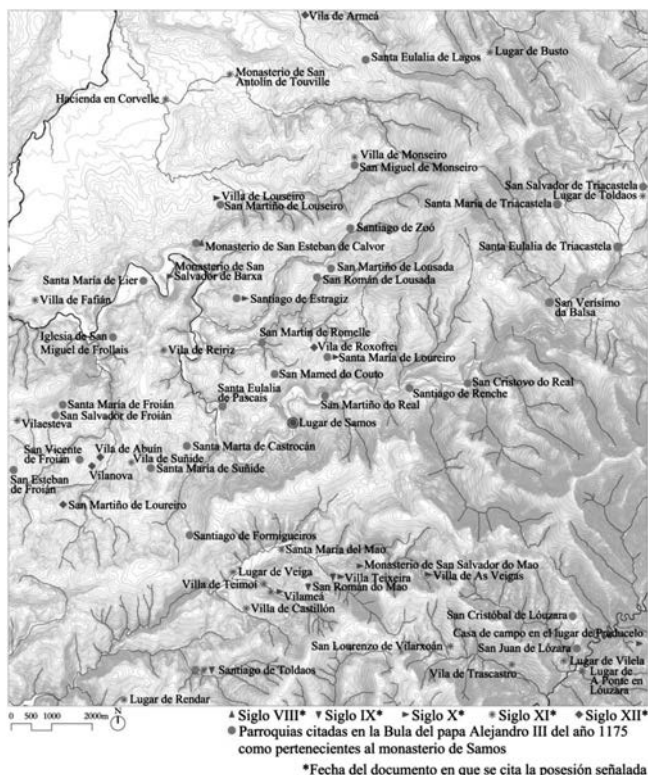 Vila de Armeá
Santa Eulalia de Lagos
Lugar de Busto
Monasterio de San
Antolín de Touville
Hacienda en Corvelle
Villa de Monseiro
San Miguel de Monseiro
San Salvador de Triacastela
Lugar de Toldaos
Villa de Louseiro
San Martiño de Louseiro
Santa María de Triacastela
Santiago de Zoó
Monasterio de San Esteban de Calvor
Santa Eulalia de Triacastela
Monasterio de San
Salvador de Barxa
Santa María de Lier
San Martiño de Lousada
San Román de Lousada
Villa de Fafián
Santiago de Estragiz
San Verísimo
da Balsa
Iglesia de San
Miguel de Frollais
San Martín de Romelle
Vila de Reiriz
Vila de Roxofrei
Santa María de Loureiro
San Mamed do Couto
San Cristovo do Real
Santiago de Renche
Santa Eulalia
de Pascais
San Martiño do Real
Santa María de Froián
San Salvador de Froián
Vilaesteva
Lugar de Samos
San Vicente
de Froián
Vila de Abuín
Vila de Suñide
Santa Marta de Castrocán
Vilanova
Santa María de Suñide
San Esteban
de Froián
San Martiño de Loureiro
Santiago de Formigueiros
Santa María del Mao
Monasterio de San Salvador do Mao
Lugar de Veiga
Villa Teixeira
Villa de As Veigas
Villa de Teimoi
San Román do Mao
Vilameá
Villa de Castillón
San Cristóbal de Lóuzara
Casa de campo en el lugar de Praducelo
San Lourenzo de Vilarxoán
San Juan de Lózara
Lugar de Vilela
Santiago de Toldaos
Vila de Trascastro
Lugar de
A Ponte en
Lóuzara
Lugar de Rendar
0 500 1000 2000m
N
Siglo VIII* Siglo IX* Siglo X* Siglo XI* Siglo XII*
Parroquias citadas en la Bula del papa Alejandro III del año 1175
como pertenecientes al monasterio de Samos
*Fecha del documento en que se cita la posesión señalada